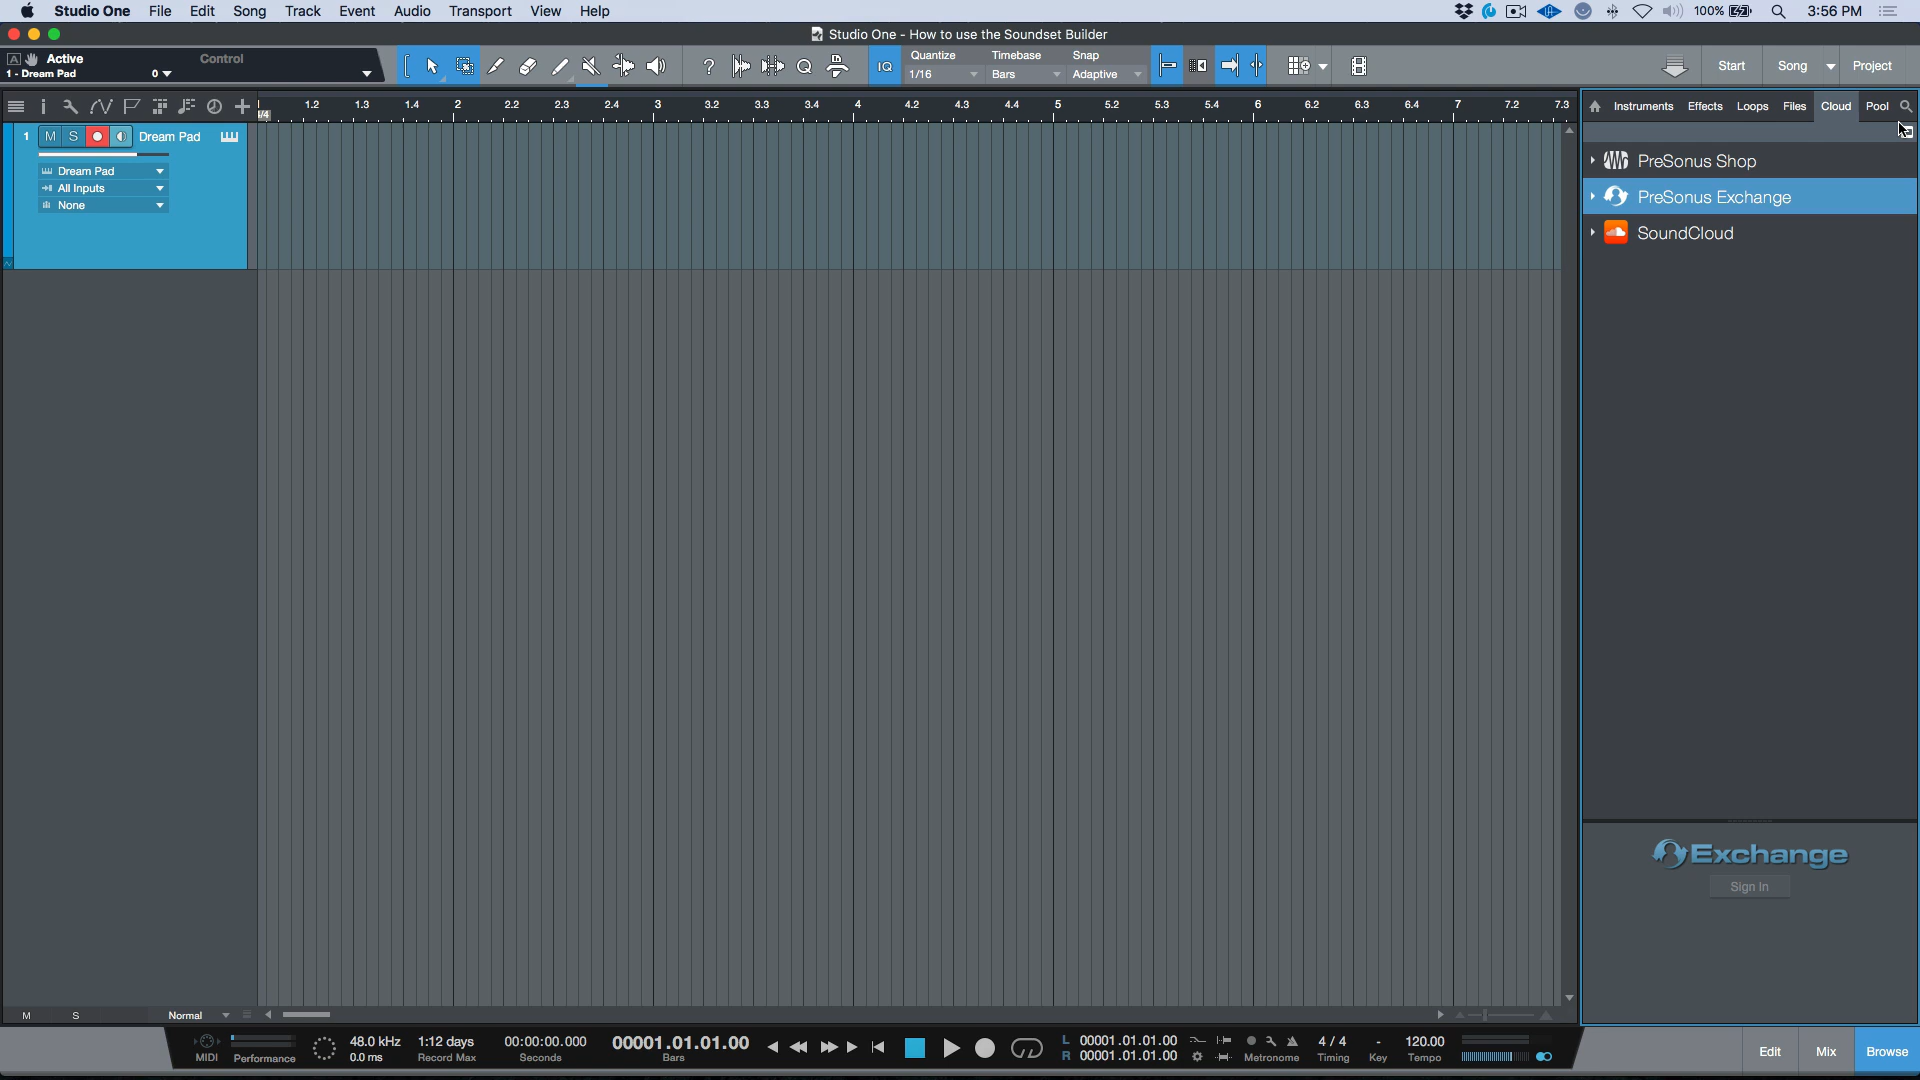 Studio One File Edit Song Track Event Audio Transport View Help 100% 3:56 PM
Studio One - How to use the Soundset Builder
A Active Control
1 - Dream Pad 0
IQ Quantize Timebase Snap
1/16 Bars Adaptive
Start Song Project
1.2 1.3 1.4 2 2.2 2.3 2.4 3 3.2 3.3 3.4 4 4.2 4.3 4.4 5 5.2 5.3 5.4 6 6.2 6.3 6.4 7 7.2 7.3
Instruments Effects Loops Files Cloud Pool
1 M S Dream Pad
Dream Pad
All Inputs
None
PreSonus Shop
PreSonus Exchange
SoundCloud
Exchange
Sign In
M S Normal
MIDI Performance
48.0 kHz
0.0 ms
1:12 days
Record Max
00:00:00.000
Seconds
00001.01.01.00
Bars
L 00001.01.01.00
R 00001.01.01.00
Metronome
4 / 4
Timing
-
Key
120.00
Tempo
Edit Mix Browse